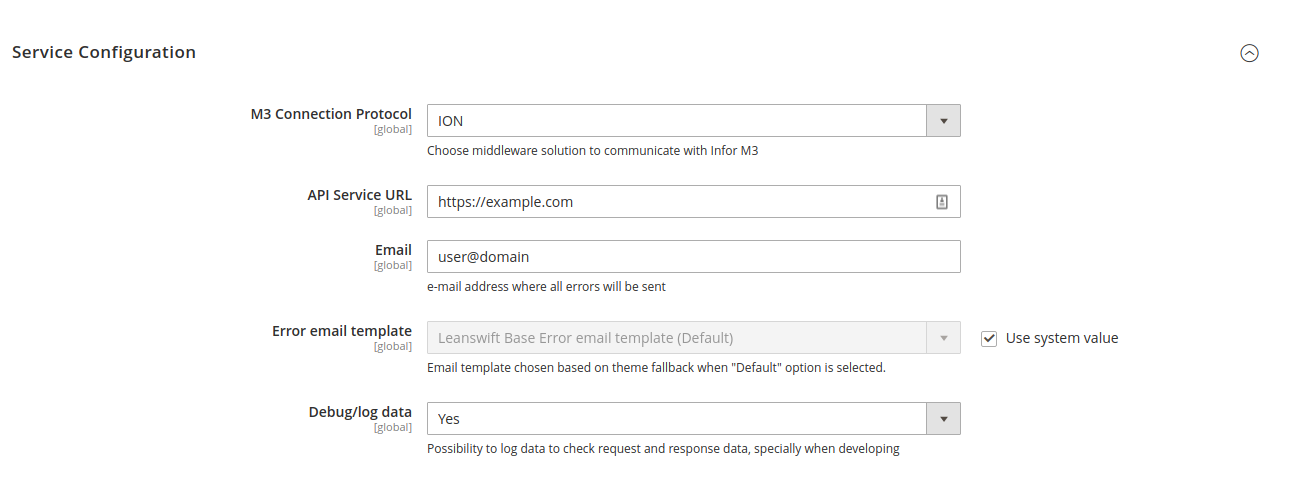 Service Configuration
M3 Connection Protocol
[global]
ION
Choose middleware solution to communicate with Infor M3
API Service URL
[global]
https://example.com
Email
[global]
user@domain
e-mail address where all errors will be sent
Error email template
[global]
Leanswift Base Error email template (Default)
Use system value
Email template chosen based on theme fallback when "Default" option is selected.
Debug/log data
[global]
Yes
Possibility to log data to check request and response data, specially when developing